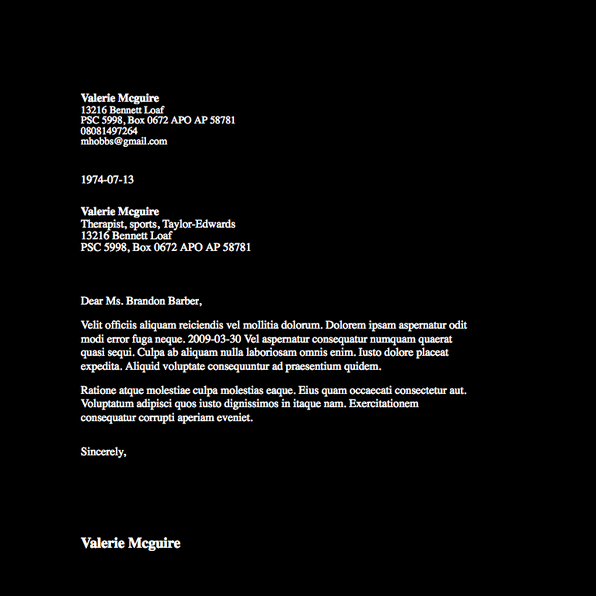 Valerie Mcguire
13216 Bennett Loaf
PSC 5998, Box 0672 APO AP 58781
08081497264
mhobbs@gmail.com
1974-07-13
Valerie Mcguire
Therapist, sports, Taylor-Edwards
13216 Bennett Loaf
PSC 5998, Box 0672 APO AP 58781
Dear Ms. Brandon Barber,
Velit officiis aliquam reiciendis vel mollitia dolorum. Dolorem ipsam aspernatur odit
modi error fuga neque. 2009-03-30 Vel aspernatur consequatur numquam quaerat
quasi sequi. Culpa ab aliquam nulla laboriosam omnis enim. Iusto dolore placeat
expedita. Aliquid voluptate consequuntur ad praesentium quidem.
Ratione atque molestiae culpa molestias eaque. Eius quam occaecati consectetur aut.
Voluptatum adipisci quos iusto dignissimos in itaque nam. Exercitationem
consequatur corrupti aperiam eveniet.
Sincerely,
Valerie Mcguire